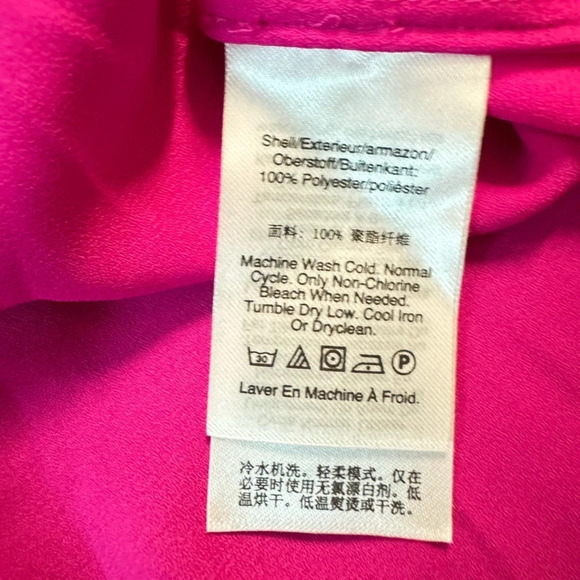 Shell/Exterieur/armazon/
Oberstoff/Buitenkant:
100% Polyester/poliéster
面料: 100% 聚酯纤维
Machine Wash Cold. Normal
Cycle. Only Non-Chlorine
Bleach When Needed.
Tumble Dry Low. Cool Iron
Or Dryclean.
30 P
Laver En Machine À Froid.
冷水机洗。轻柔模式。仅在
必要时使用无氯漂白剂。低
温烘干。低温熨烫或干洗。